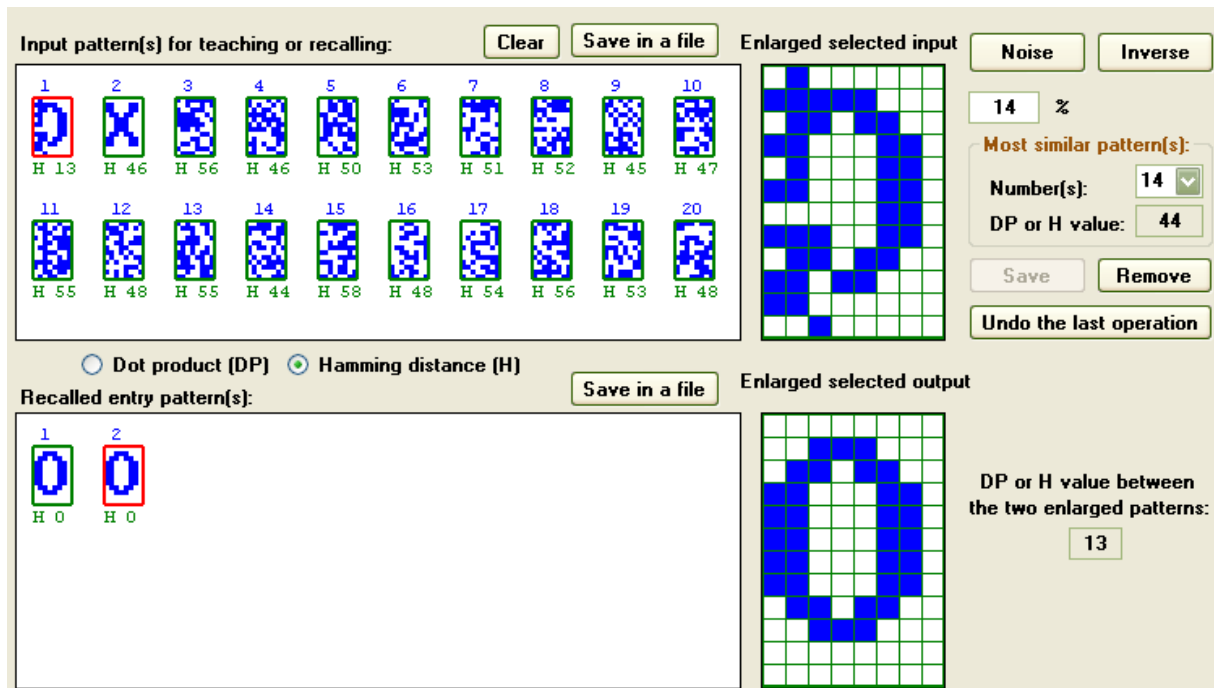 Input pattern(s) for teaching or recalling:
Clear
Save in a file
Enlarged selected input
Noise
Inverse
14 %
1 2 3 4 5 6 7 8 9 10
H 13 H 46 H 56 H 46 H 50 H 53 H 51 H 52 H 45 H 47
11 12 13 14 15 16 17 18 19 20
H 55 H 48 H 55 H 44 H 58 H 48 H 54 H 56 H 53 H 48
Most similar pattern(s):
Number(s): 14
DP or H value: 44
Save
Remove
Undo the last operation
Dot product (DP)
Hamming distance (H)
Recalled entry pattern(s):
Save in a file
Enlarged selected output
1 2
H 0 H 0
DP or H value between
the two enlarged patterns:
13